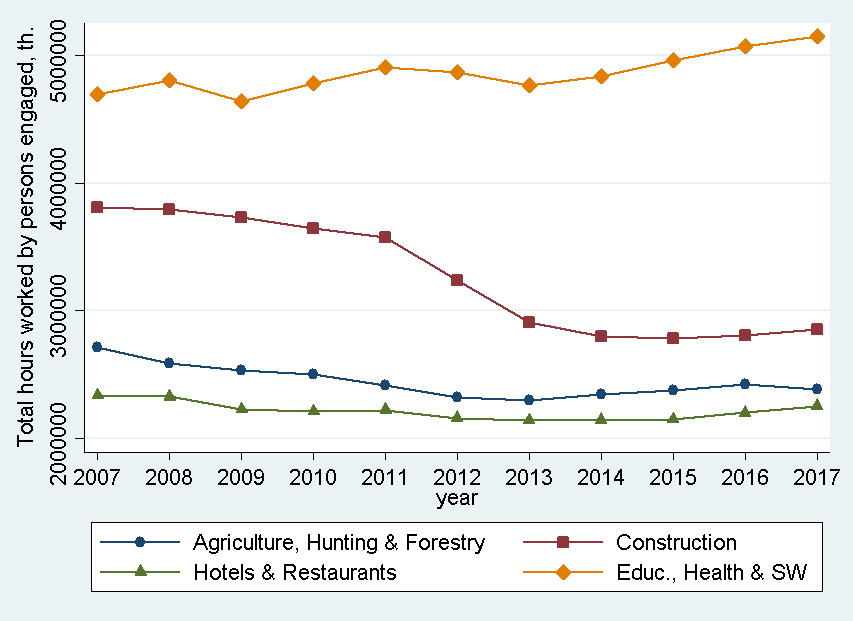 Total hours worked by persons engaged, th.
5000000
4000000
3000000
2000000
2007 2008 2009 2010 2011 2012 2013 2014 2015 2016 2017
year
Agriculture, Hunting & Forestry Construction
Hotels & Restaurants Educ., Health & SW